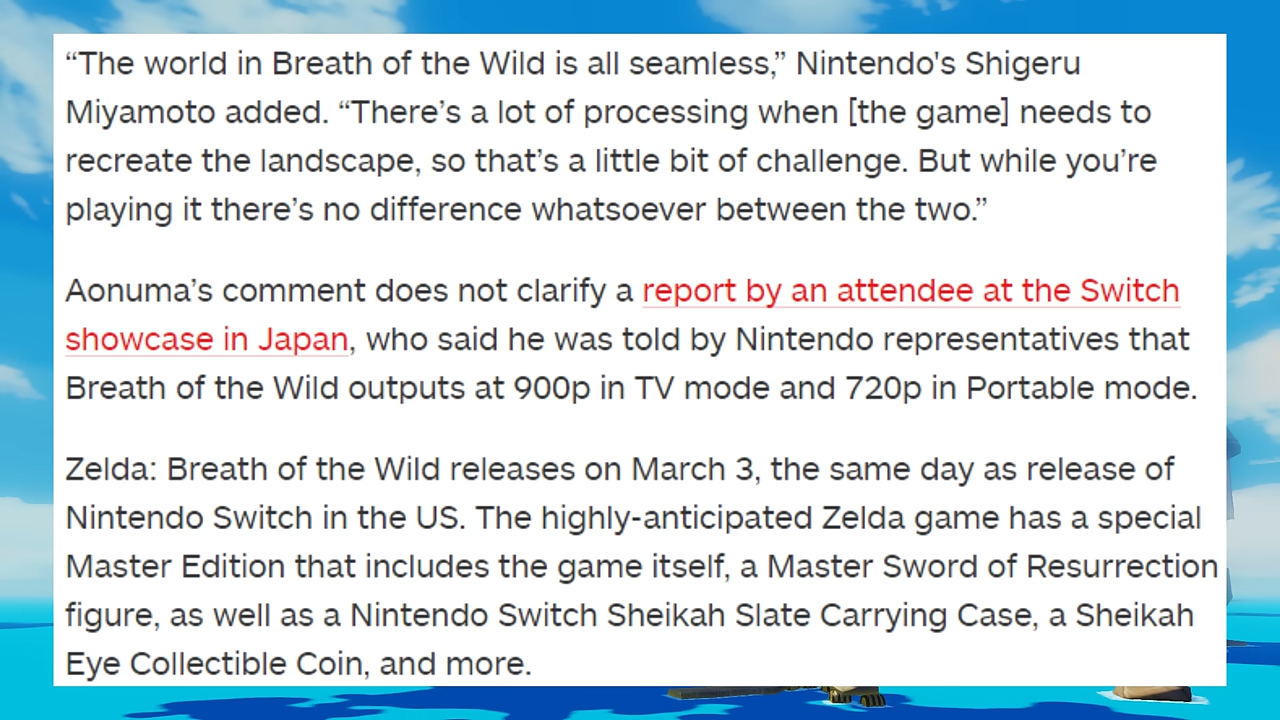 “The world in Breath of the Wild is all seamless,” Nintendo's Shigeru
Miyamoto added. “There’s a lot of processing when [the game] needs to
recreate the landscape, so that’s a little bit of challenge. But while you’re
playing it there’s no difference whatsoever between the two.”
Aonuma’s comment does not clarify a report by an attendee at the Switch
showcase in Japan, who said he was told by Nintendo representatives that
Breath of the Wild outputs at 900p in TV mode and 720p in Portable mode.
Zelda: Breath of the Wild releases on March 3, the same day as release of
Nintendo Switch in the US. The highly-anticipated Zelda game has a special
Master Edition that includes the game itself, a Master Sword of Resurrection
figure, as well as a Nintendo Switch Sheikah Slate Carrying Case, a Sheikah
Eye Collectible Coin, and more.